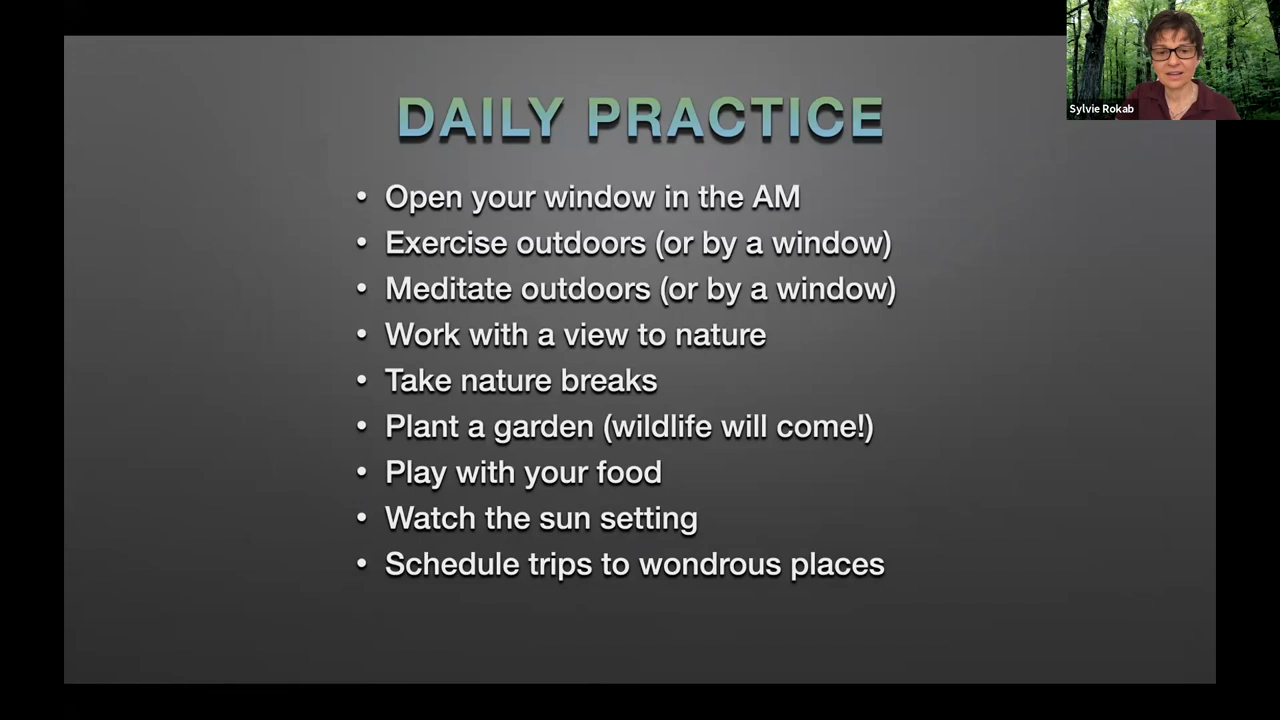 DAILY PRACTICE
• Open your window in the AM
• Exercise outdoors (or by a window)
• Meditate outdoors (or by a window)
• Work with a view to nature
• Take nature breaks
• Plant a garden (wildlife will come!)
• Play with your food
• Watch the sun setting
• Schedule trips to wondrous places
Sylvie Rokab